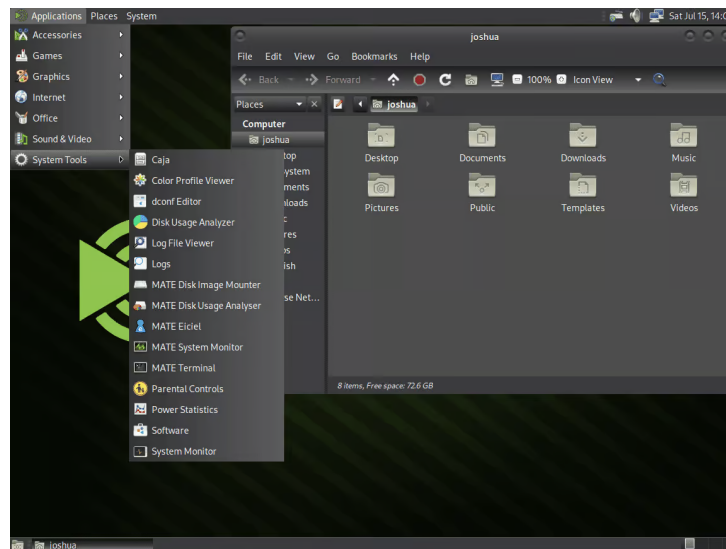 Applications Places System
Sat Jul 15, 14:0
Accessories
Games
Graphics
Internet
Office
Sound & Video
System Tools
Caja
Color Profile Viewer
dconf Editor
Disk Usage Analyzer
Log File Viewer
Logs
MATE Disk Image Mounter
MATE Disk Usage Analyser
MATE Eiciel
MATE System Monitor
MATE Terminal
Parental Controls
Power Statistics
Software
System Monitor
joshua
File Edit View Go Bookmarks Help
Back Forward 100% Icon View
Places joshua
Computer
joshua
top
ystem
ments
nloads
c
res
os
ish
se Net...
Desktop Documents Downloads Music
Pictures Public Templates Videos
8 items, Free space: 72.6 GB
joshua